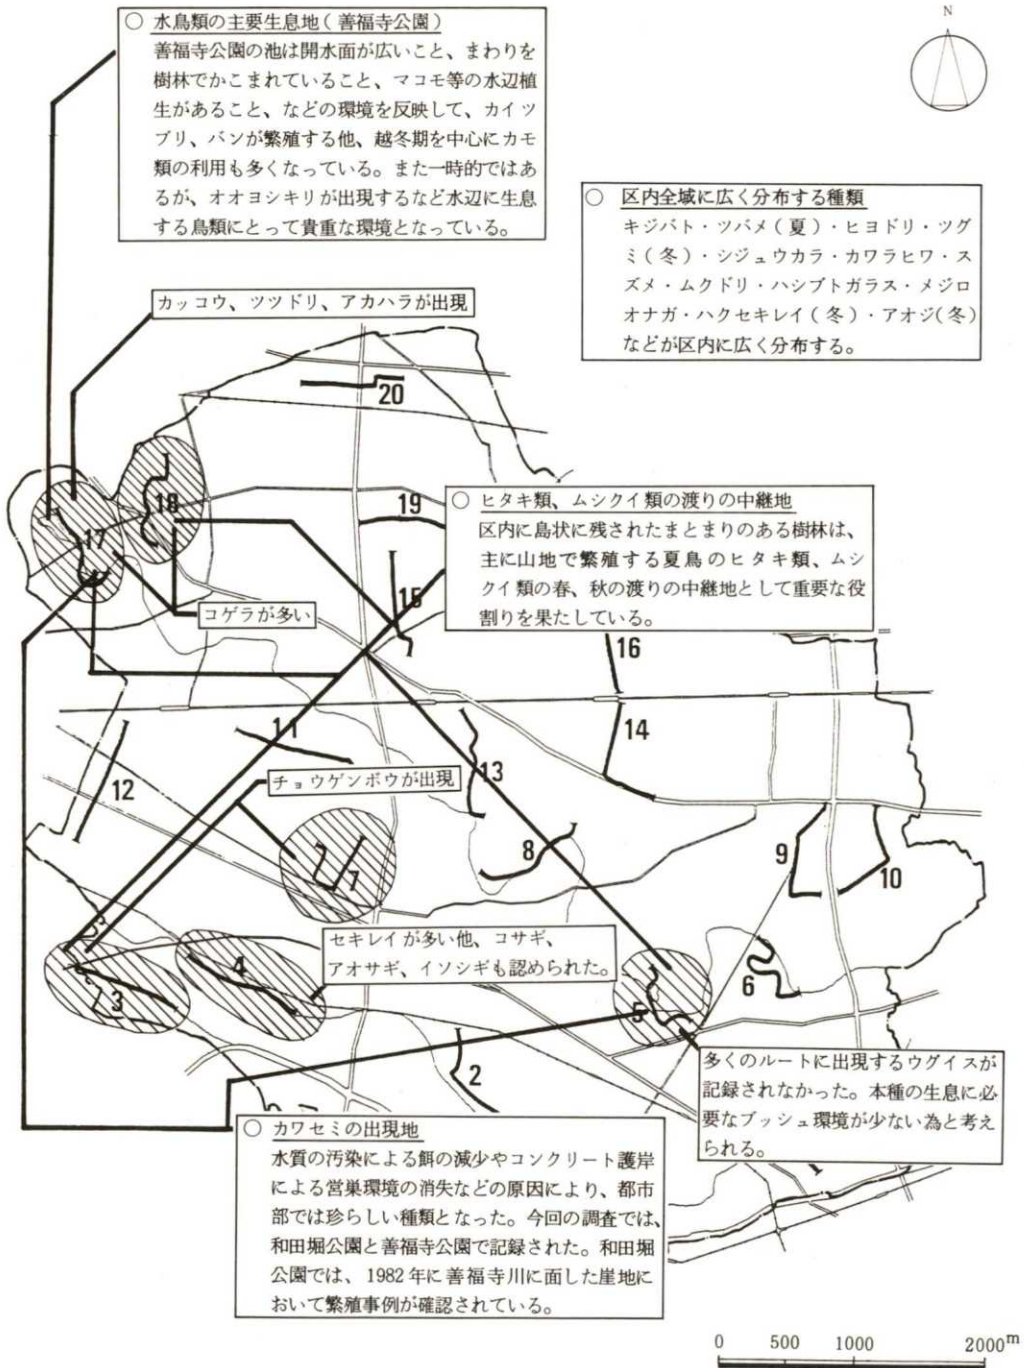 ○ 水鳥類の主要生息地(善福寺公園)
善福寺公園の池は開水面が広いこと、まわりを
樹林でかこまれていること、マコモ等の水辺植
生があること、などの環境を反映して、カイツ
ブリ、バンが繁殖する他、越冬期を中心にカモ
類の利用も多くなっている。また一時的ではあ
るが、オオヨシキリが出現するなど水辺に生息
する鳥類にとって貴重な環境となっている。
N
○ 区内全域に広く分布する種類
キジバト・ツバメ(夏)・ヒヨドリ・ツグ
ミ(冬)・シジュウカラ・カワラヒワ・ス
ズメ・ムクドリ・ハシブトガラス・メジロ
オナガ・ハクセキレイ(冬)・アオジ(冬)
などが区内に広く分布する。
カッコウ、ツツドリ、アカハラが出現
20
18
17
19
○ ヒタキ類、ムシクイ類の渡りの中継地
区内に島状に残されたまとまりのある樹林は、
主に山地で繁殖する夏鳥のヒタキ類、ムシ
クイ類の春、秋の渡りの中継地として重要な役
割りを果たしている。
15
コゲラが多い
16
14
11
13
12
チョウゲンボウが出現
8
7
9
10
セキレイが多い他、コサギ、
アオサギ、イソシギも認められた。
4
3
5
6
2
多くのルートに出現するウグイスが
記録されなかった。本種の生息に必
要なブッシュ環境が少ない為と考え
られる。
○ カワセミの出現地
水質の汚染による餌の減少やコンクリート護岸
による営巣環境の消失などの原因により、都市
部では珍らしい種類となった。今回の調査では、
和田堀公園と善福寺公園で記録された。和田堀
公園では、1982年に善福寺川に面した崖地に
おいて繁殖事例が確認されている。
0 500 1000 2000m